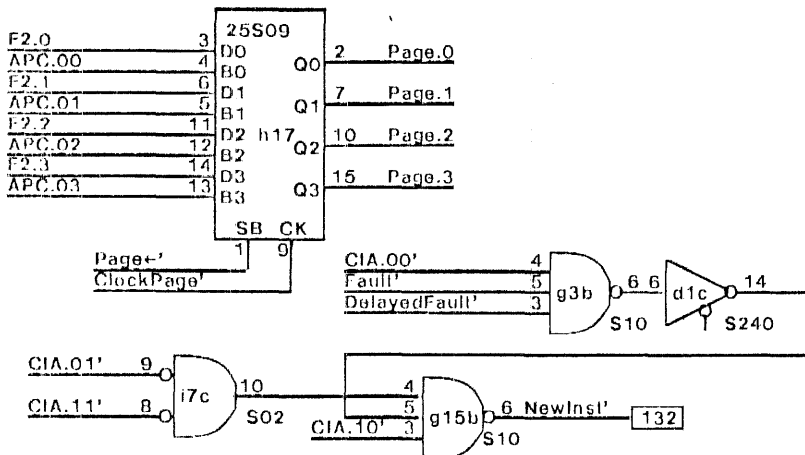 25S09
F2.0 3 D0
APC.00 4 B0 Q0 2 Page.0
F2.1 6 D1
APC.01 5 B1 Q1 7 Page.1
F2.2 11 D2 h17
APC.02 12 B2 Q2 10 Page.2
F2.3 14 D3
APC.03 13 B3 Q3 15 Page.3
SB CK
1 9
Page←'
ClockPage'
CIA.00' 4
Fault' 5 g3b 6 6 d1c 14
DelayedFault' 3
S10 S240
CIA.01' 9
i7c 10
CIA.11' 8
S02
4
5 g15b 6 NewInst' 132
CIA.10' 3
S10